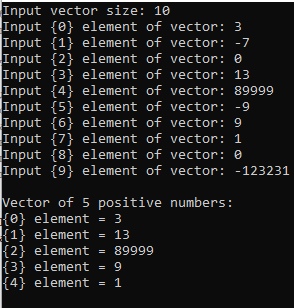 Input vector size: 10
Input {0} element of vector: 3
Input {1} element of vector: -7
Input {2} element of vector: 0
Input {3} element of vector: 13
Input {4} element of vector: 89999
Input {5} element of vector: -9
Input {6} element of vector: 9
Input {7} element of vector: 1
Input {8} element of vector: 0
Input {9} element of vector: -123231
Vector of 5 positive numbers:
{0} element = 3
{1} element = 13
{2} element = 89999
{3} element = 9
{4} element = 1